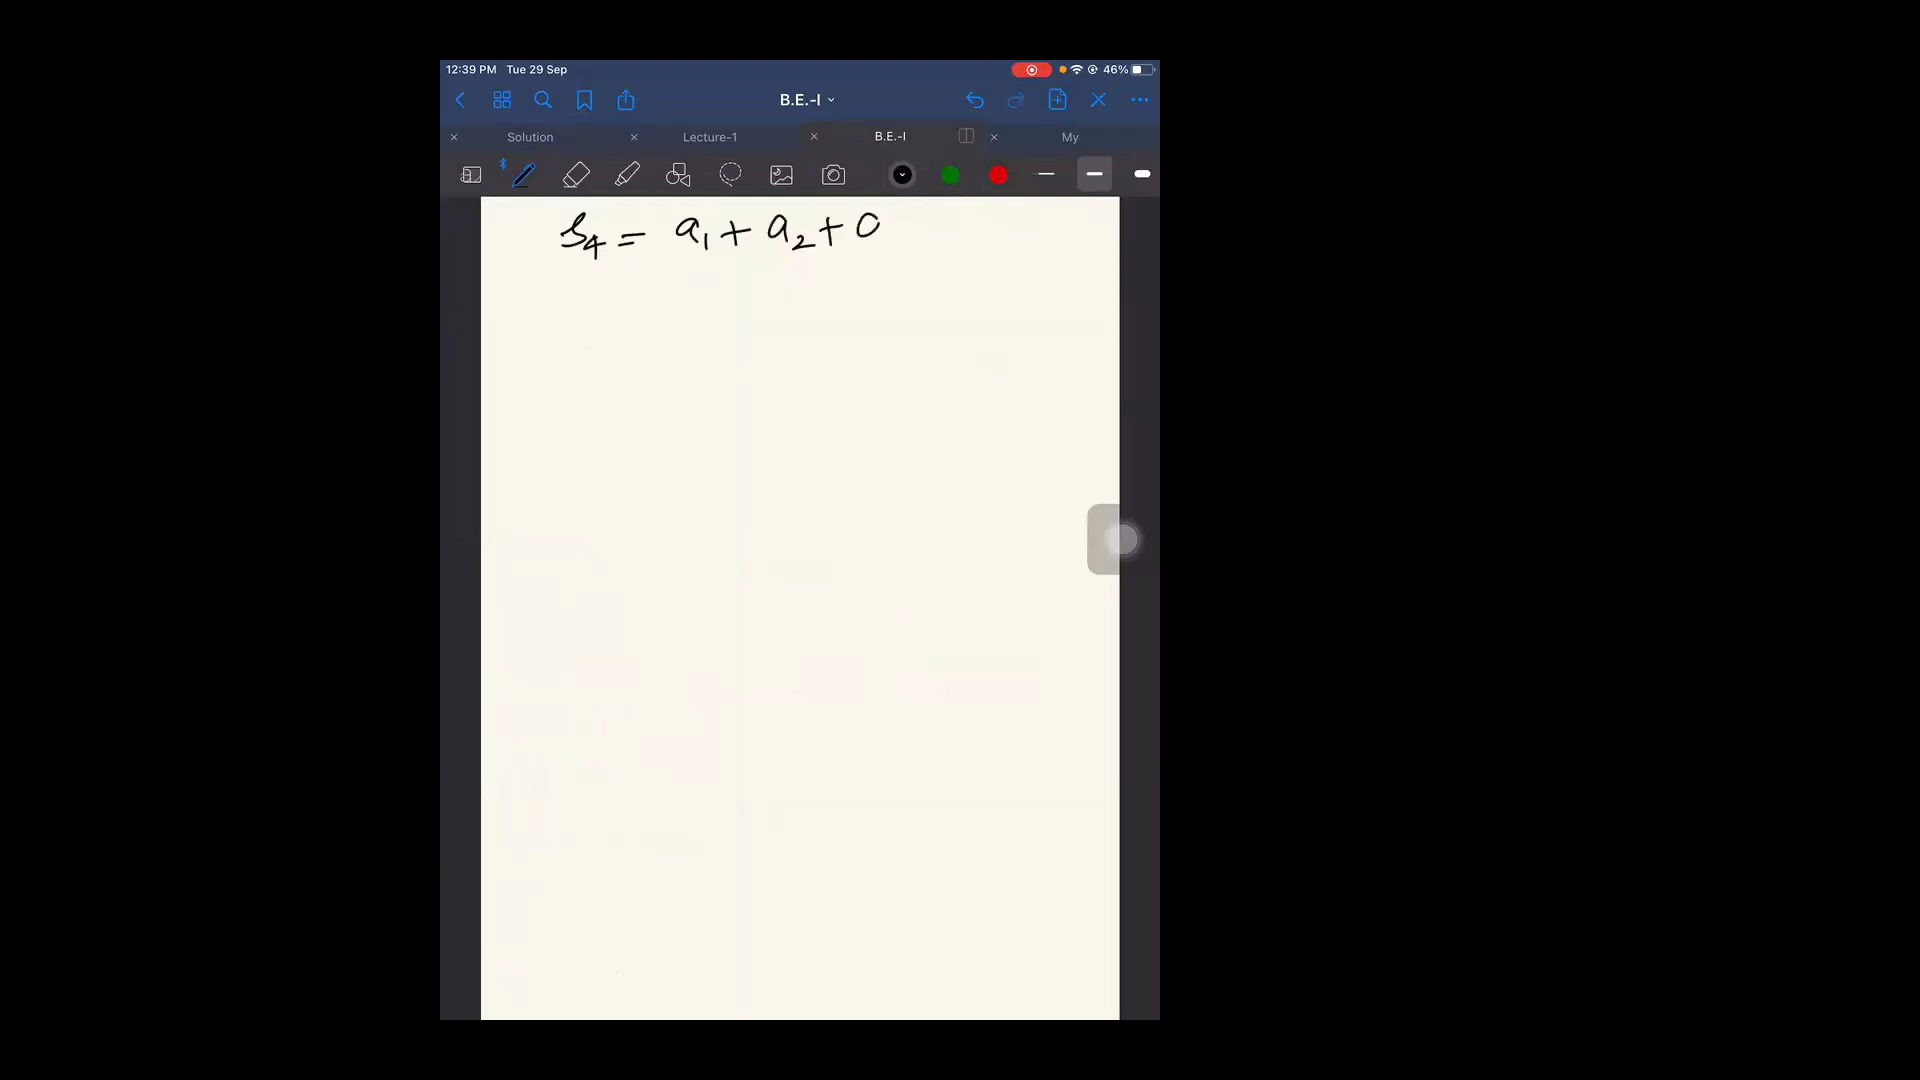 12:39 PM Tue 29 Sep 46%
B.E.-I
Solution Lecture-1 B.E.-I My
S₄ = a₁ + a₂ + 0